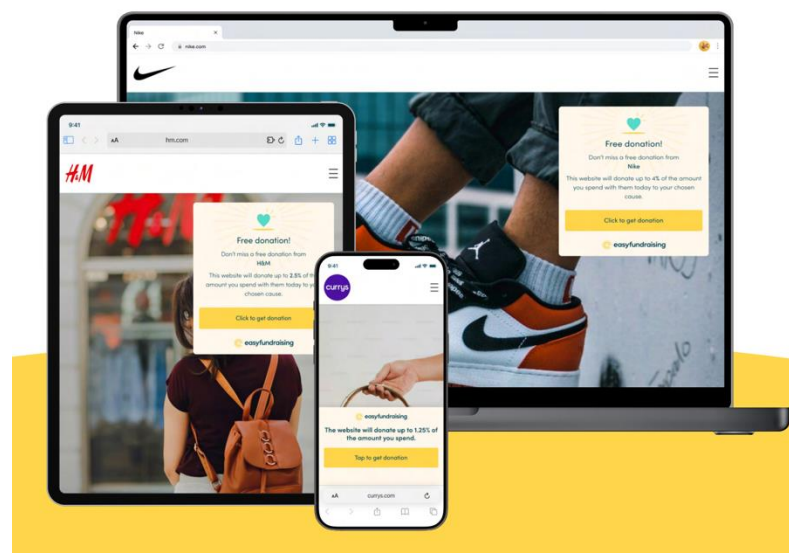 Nike
nike.com
Free donation!
Don't miss a free donation from
Nike
This website will donate up to 4% of the amount
you spend with them today to your chosen
cause.
Click to get donation
easyfundraising
9:41
AA
hm.com
H&M
Free donation!
Don't miss a free donation from
H&M
This website will donate up to 2.5% of the
amount you spend with them today to yo
chosen cause.
Click to get donation
easyfundraising
9:41
currys
easyfundraising
The website will donate up to 1.25% of
the amount you spend.
Tap to get donation
AA
currys.com